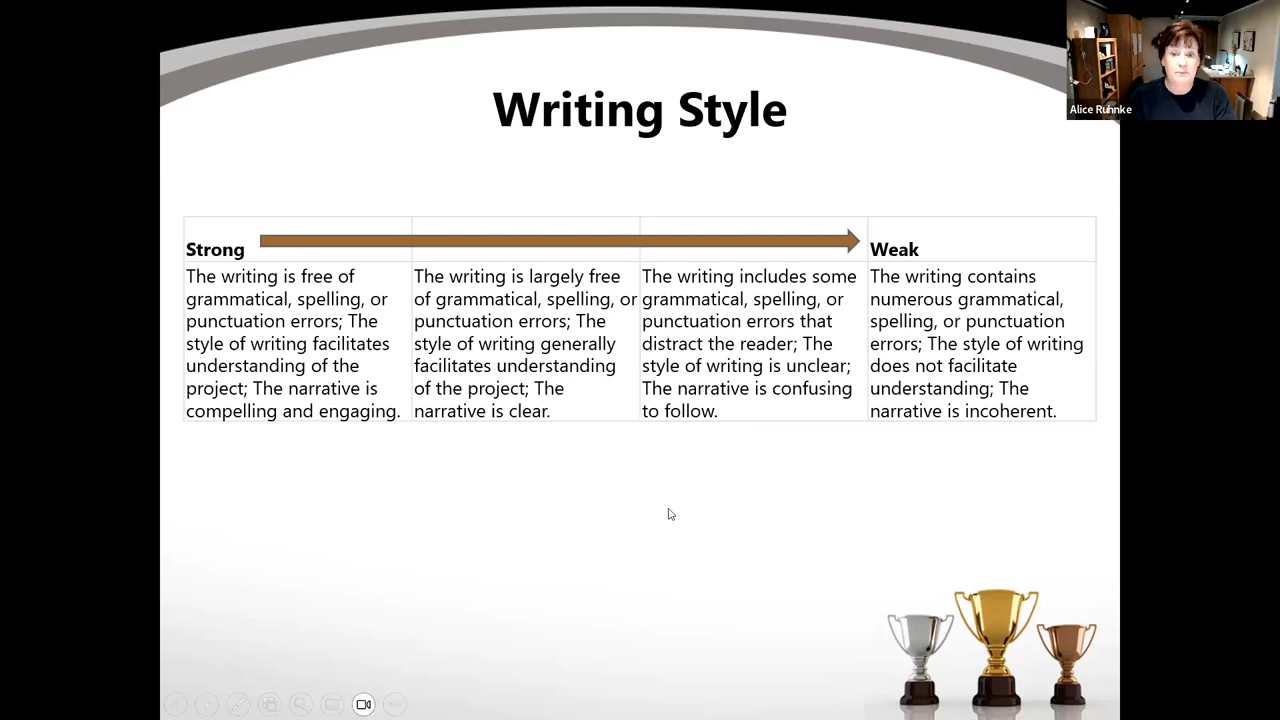 Writing Style
Alice Ruhnke
Strong
Weak
The writing is free of
grammatical, spelling, or
punctuation errors; The
style of writing facilitates
understanding of the
project; The narrative is
compelling and engaging.
The writing is largely free
of grammatical, spelling, or
punctuation errors; The
style of writing generally
facilitates understanding
of the project; The
narrative is clear.
The writing includes some
grammatical, spelling, or
punctuation errors that
distract the reader; The
style of writing is unclear;
The narrative is confusing
to follow.
The writing contains
numerous grammatical,
spelling, or punctuation
errors; The style of writing
does not facilitate
understanding; The
narrative is incoherent.